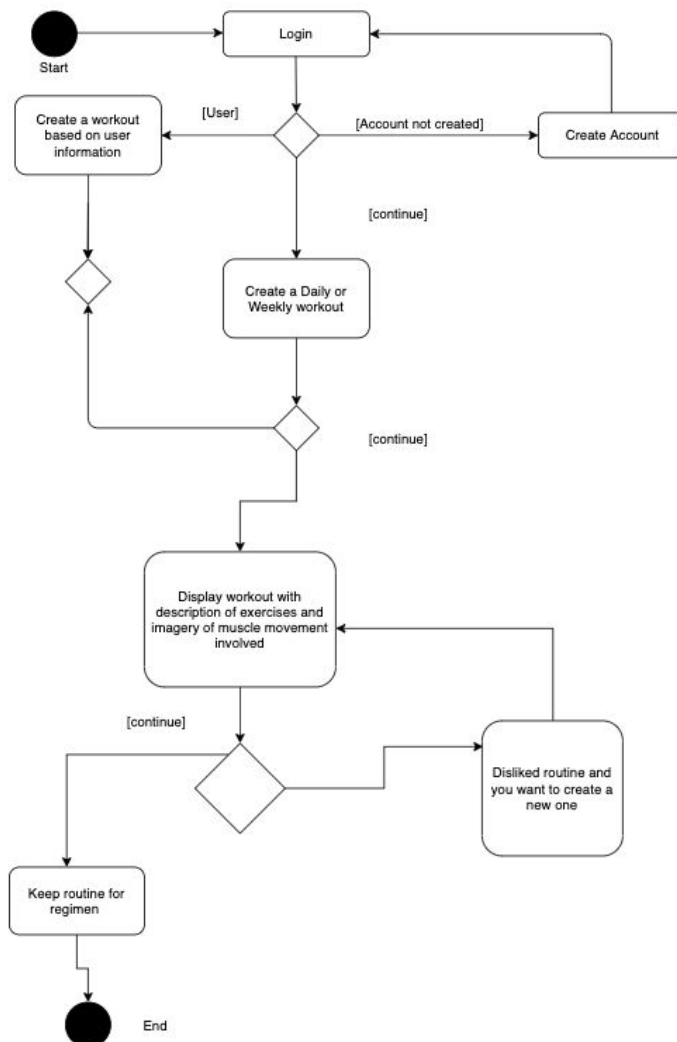 Login
Start
[User]
Create a workout
based on user
information
[Account not created]
Create Account
[continue]
Create a Daily or
Weekly workout
[continue]
Display workout with
description of exercises and
imagery of muscle movement
involved
[continue]
Disliked routine and
you want to create a
new one
Keep routine for
regimen
End